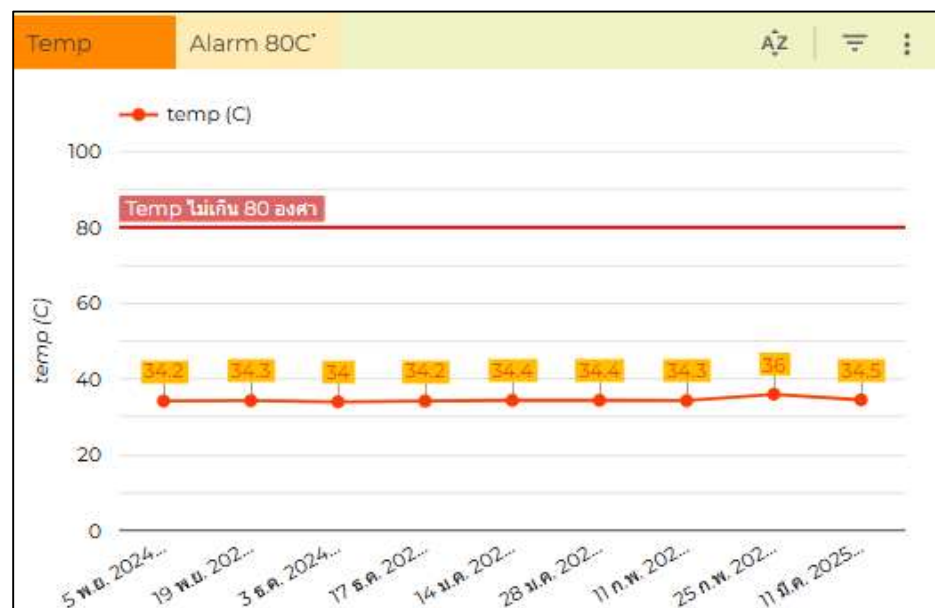 Temp
Alarm 80C*
temp (C)
100
Temp ไม่เกิน 80 องศา
80
60
temp (C)
40
20
0
34.2
34.3
34
34.2
34.4
34.4
34.3
36
34.5
5 พ.ย. 2024...
19 พ.ย. 202...
3 ธ.ค. 2024...
17 ธ.ค. 202...
14 ม.ค. 202...
28 ม.ค. 202...
11 ก.พ. 202...
25 ก.พ. 202...
11 มี.ค. 2025...